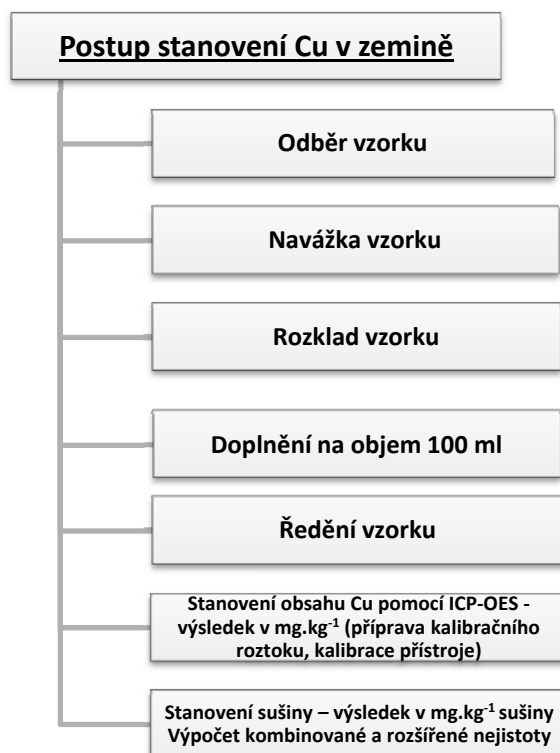 Postup stanovení Cu v zemině
Odběr vzorku
Navážka vzorku
Rozklad vzorku
Doplnění na objem 100 ml
Ředění vzorku
Stanovení obsahu Cu pomocí ICP-OES -
výsledek v mg.kg⁻¹ (příprava kalibračního
roztoku, kalibrace přístroje)
Stanovení sušiny – výsledek v mg.kg⁻¹ sušiny
Výpočet kombinované a rozšířené nejistoty